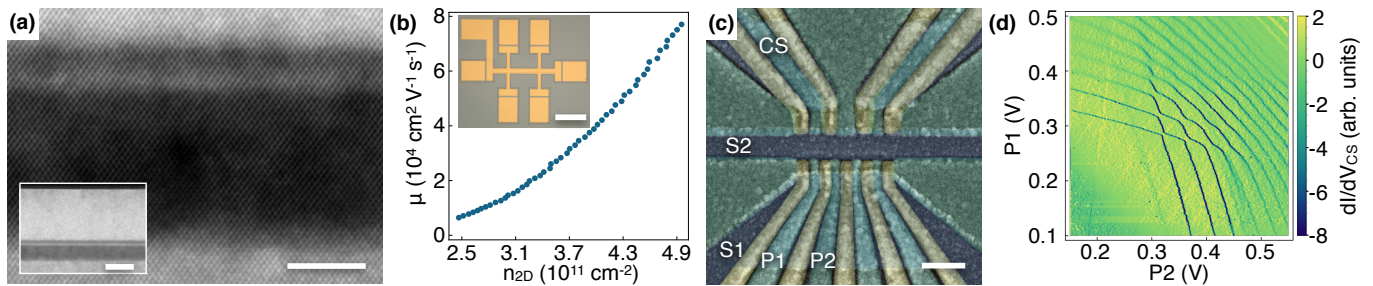 (a)
(b)
8
6
4
2
0
μ (10⁴ cm² V⁻¹ s⁻¹)
2.5 3.1 3.7 4.3 4.9
n₂D (10¹¹ cm⁻²)
(c)
CS
S2
S1
P1
P2
(d)
0.5
0.4
0.3
0.2
0.1
P1 (V)
0.2 0.3 0.4 0.5
P2 (V)
2
0
-2
-4
-6
-8
dI/dVCS (arb. units)